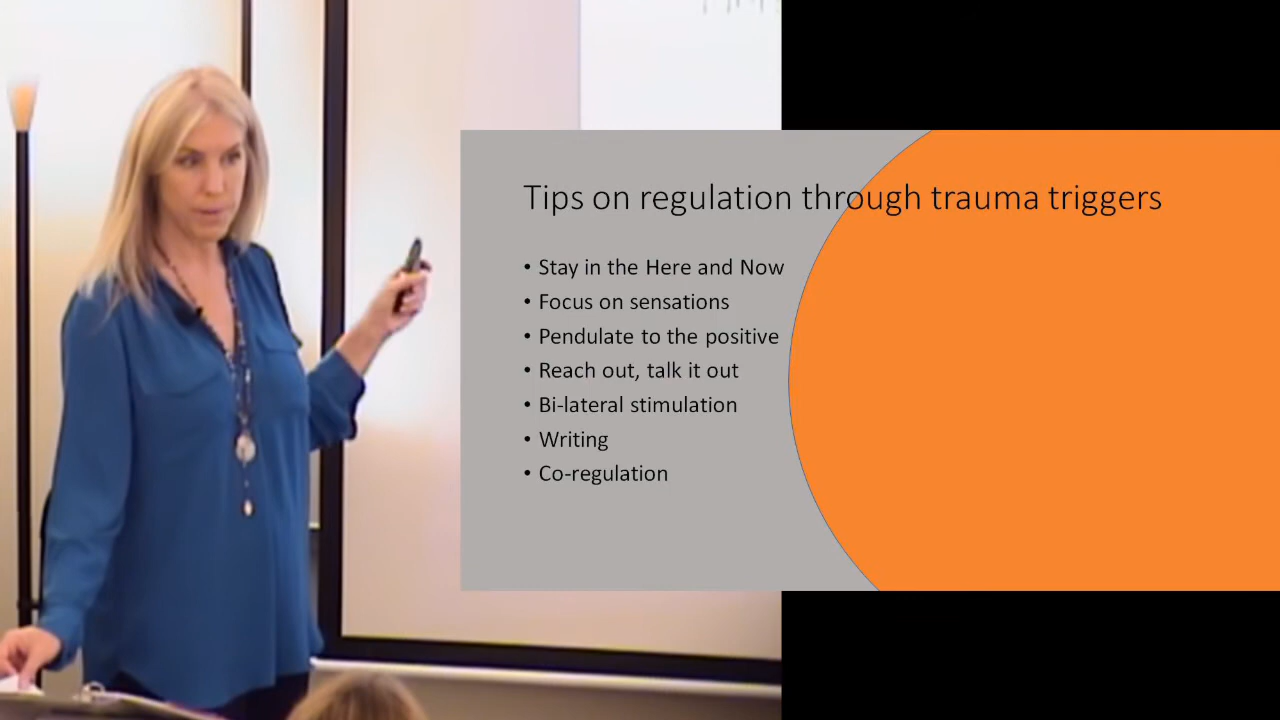 Tips on regulation through trauma triggers
• Stay in the Here and Now
• Focus on sensations
• Pendulate to the positive
• Reach out, talk it out
• Bi-lateral stimulation
• Writing
• Co-regulation